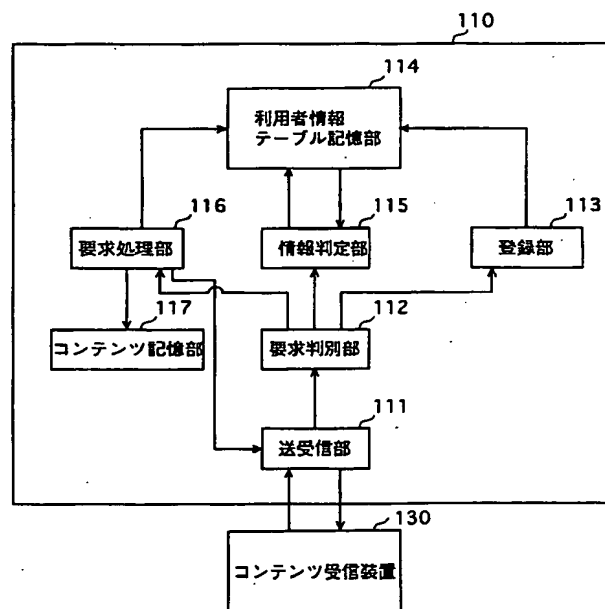 110
114
利用者情報
テーブル記憶部
116
要求処理部
115
情報判定部
113
登録部
117
コンテンツ記憶部
112
要求判別部
111
送受信部
130
コンテンツ受信装置